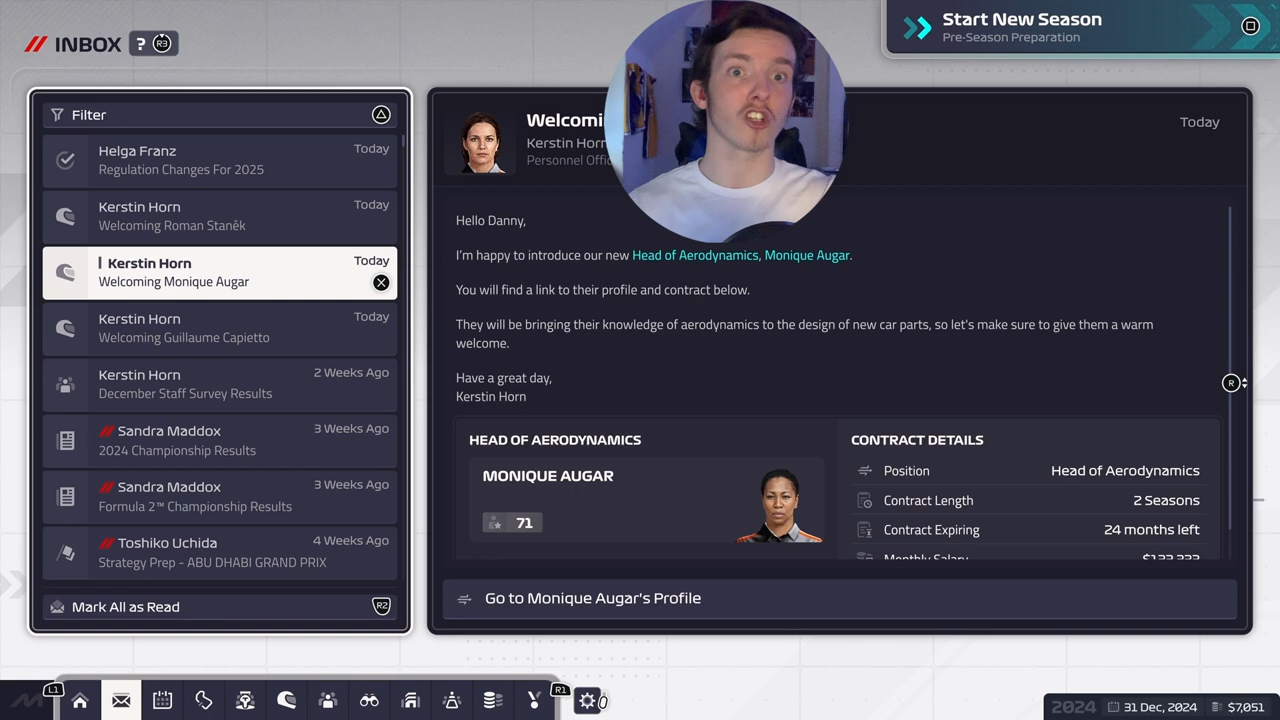 INBOX ? R3
Start New Season
Pre-Season Preparation
Filter
Helga Franz Today
Regulation Changes For 2025
Kerstin Horn Today
Welcoming Roman Staněk
Kerstin Horn Today
Welcoming Monique Augar
Kerstin Horn Today
Welcoming Guillaume Capietto
Kerstin Horn 2 Weeks Ago
December Staff Survey Results
Sandra Maddox 3 Weeks Ago
2024 Championship Results
Sandra Maddox 3 Weeks Ago
Formula 2™ Championship Results
Toshiko Uchida 4 Weeks Ago
Strategy Prep - ABU DHABI GRAND PRIX
Mark All as Read R2
Today
Kerstin
Personnel
Hello Danny,
I'm happy to introduce our new Head of Aerodynamics, Monique Augar.
You will find a link to their profile and contract below.
They will be bringing their knowledge of aerodynamics to the design of new car parts, so let's make sure to give them a warm
welcome.
R
Have a great day,
Kerstin Horn
HEAD OF AERODYNAMICS
MONIQUE AUGAR
71
CONTRACT DETAILS
Position Head of Aerodynamics
Contract Length 2 Seasons
Contract Expiring 24 months left
Monthly Salary
Go to Monique Augar's Profile
L1 R1
2024 31 Dec, 2024 $7,051